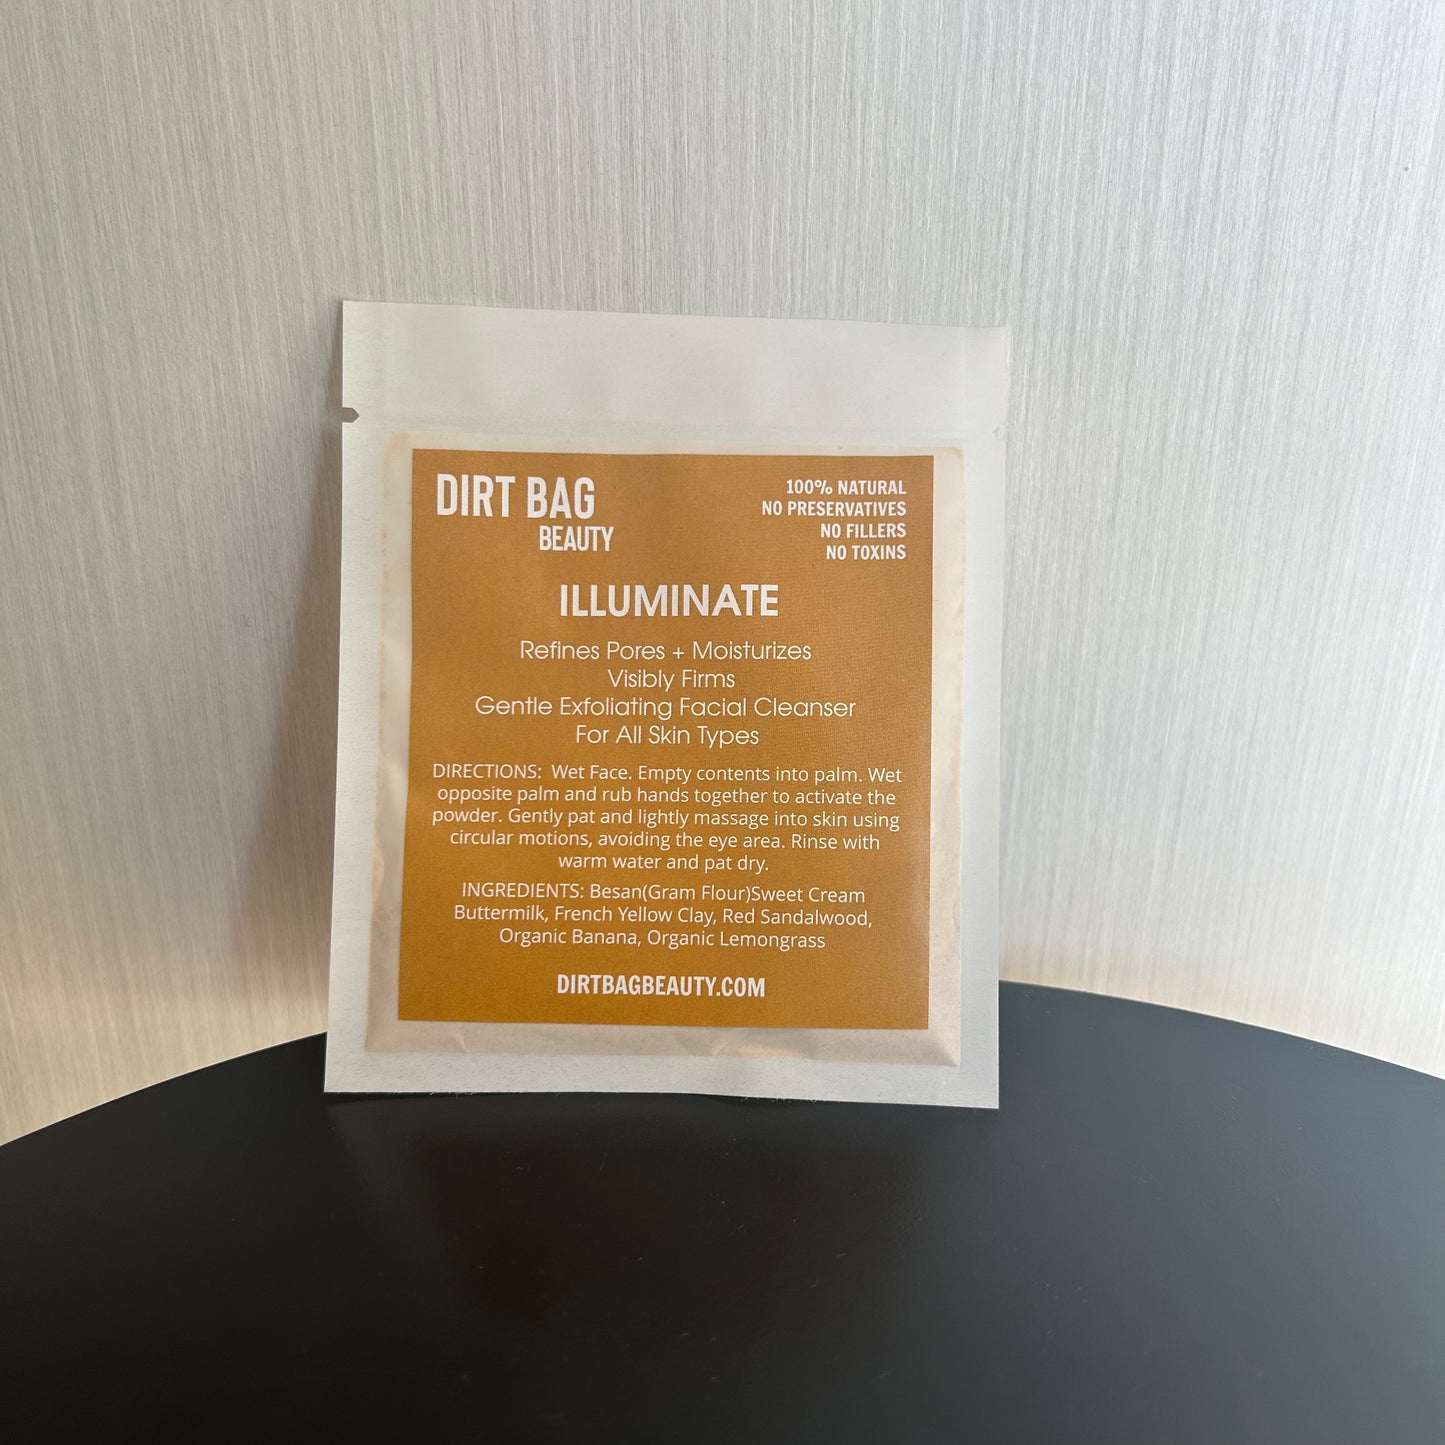 DIRT BAG
BEAUTY
100% NATURAL
NO PRESERVATIVES
NO FILLERS
NO TOXINS
ILLUMINATE
Refines Pores + Moisturizes
Visibly Firms
Gentle Exfoliating Facial Cleanser
For All Skin Types
DIRECTIONS: Wet Face. Empty contents into palm. Wet
opposite palm and rub hands together to activate the
powder. Gently pat and lightly massage into skin using
circular motions, avoiding the eye area. Rinse with
warm water and pat dry.
INGREDIENTS: Besan(Gram Flour)Sweet Cream
Buttermilk, French Yellow Clay, Red Sandalwood,
Organic Banana, Organic Lemongrass
DIRTBAGBEAUTY.COM